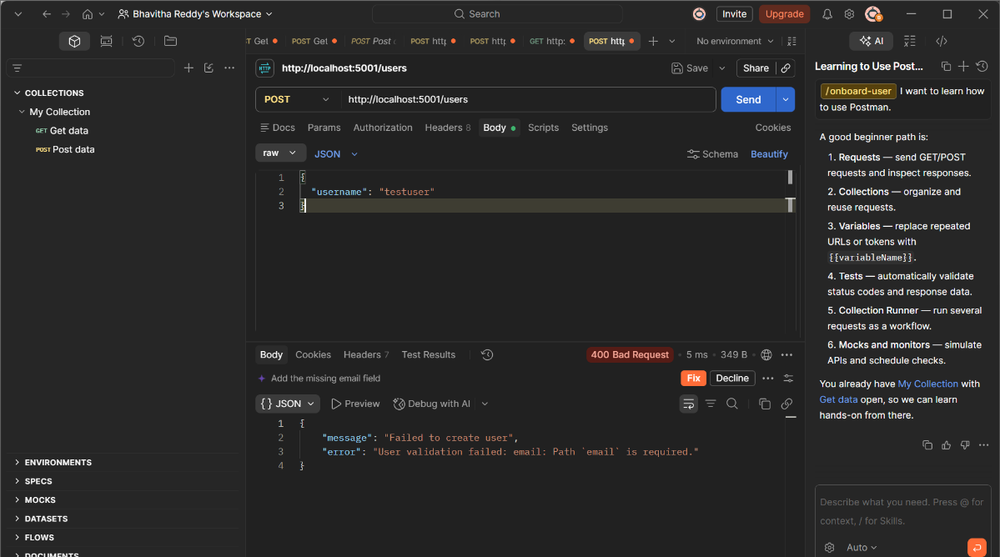 Bhavitha Reddy's Workspace
Search
Invite
Upgrade
GET Get
POST Get
POST Post
POST http
POST http
GET http:
POST http
No environment
AI
http://localhost:5001/users
Save
Share
Learning to Use Post...
COLLECTIONS
My Collection
GET Get data
POST Post data
POST
http://localhost:5001/users
Send
Docs
Params
Authorization
Headers 8
Body
Scripts
Settings
Cookies
raw
JSON
Schema
Beautify
1 {
2 "username": "testuser"
3 }
/onboard-user I want to learn how
to use Postman.
A good beginner path is:
1. Requests — send GET/POST
requests and inspect responses.
2. Collections — organize and
reuse requests.
3. Variables — replace repeated
URLs or tokens with
{{variableName}}.
4. Tests — automatically validate
status codes and response data.
5. Collection Runner — run several
requests as a workflow.
6. Mocks and monitors — simulate
APIs and schedule checks.
You already have My Collection with
Get data open, so we can learn
hands-on from there.
Body
Cookies
Headers 7
Test Results
400 Bad Request
5 ms
349 B
Add the missing email field
Fix
Decline
{} JSON
Preview
Debug with AI
1 {
2 "message": "Failed to create user",
3 "error": "User validation failed: email: Path `email` is required."
4 }
ENVIRONMENTS
SPECS
MOCKS
DATASETS
FLOWS
DOCUMENTS
Describe what you need. Press @ for
context, / for Skills.
Auto